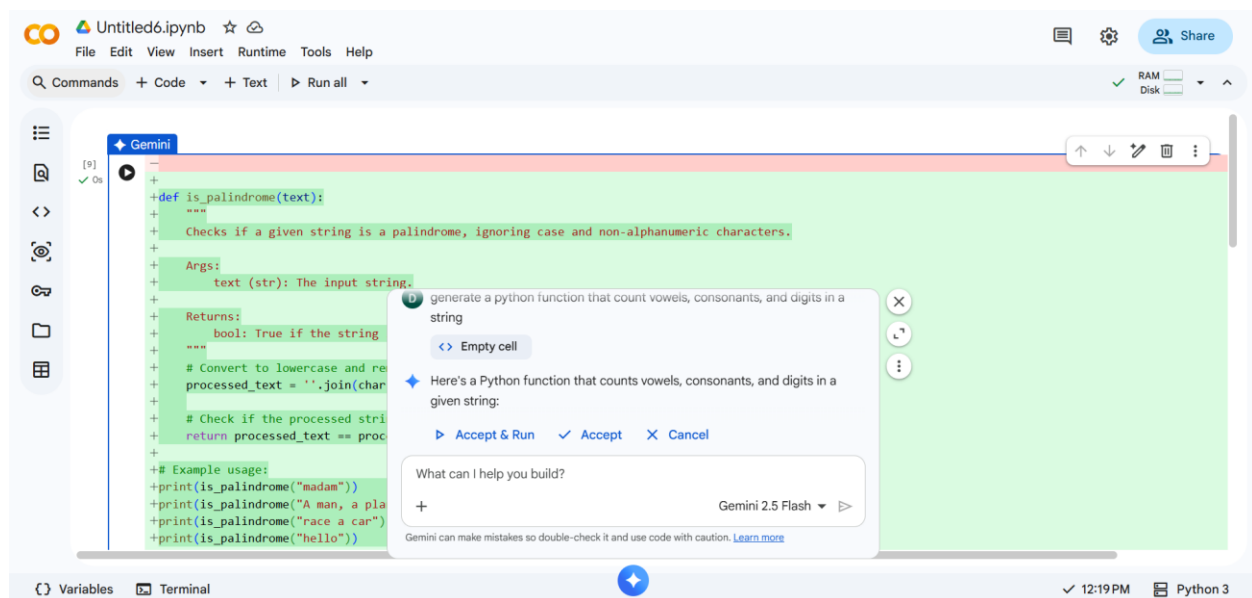 Untitled6.ipynb
File Edit View Insert Runtime Tools Help
Share
Commands + Code + Text Run all
RAM
Disk
Gemini
[9]
0s
−
+
+def is_palindrome(text):
+ """
+ Checks if a given string is a palindrome, ignoring case and non-alphanumeric characters.
+
+ Args:
+ text (str): The input string.
+
+ Returns:
+ bool: True if the string
+ """
+ # Convert to lowercase and re
+ processed_text = ''.join(char
+
+ # Check if the processed stri
+ return processed_text == proc
+
+# Example usage:
+print(is_palindrome("madam"))
+print(is_palindrome("A man, a pla
+print(is_palindrome("race a car")
+print(is_palindrome("hello"))
D
generate a python function that count vowels, consonants, and digits in a
string
<> Empty cell
Here's a Python function that counts vowels, consonants, and digits in a
given string:
Accept & Run Accept Cancel
What can I help you build?
+ Gemini 2.5 Flash
Gemini can make mistakes so double-check it and use code with caution. Learn more
{} Variables Terminal
12:19 PM Python 3